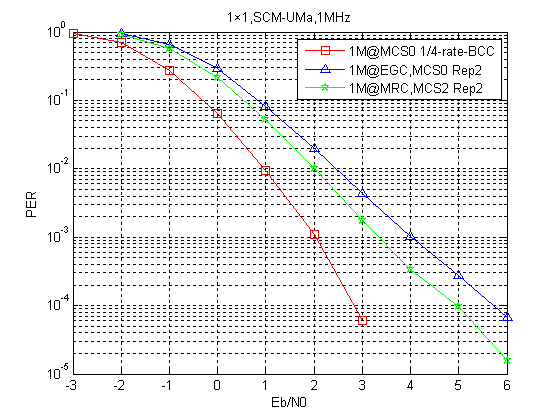 1×1,SCM-UMa,1MHz
1M@MCS0 1/4-rate-BCC
1M@EGC,MCS0 Rep2
1M@MRC,MCS2 Rep2
PER
10^0
10^-1
10^-2
10^-3
10^-4
10^-5
-3 -2 -1 0 1 2 3 4 5 6
Eb/N0